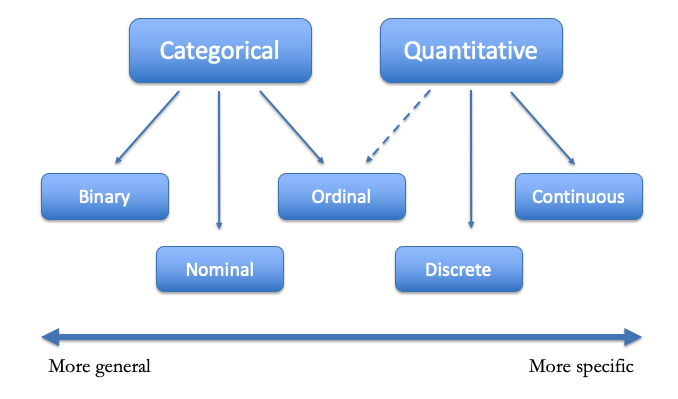 Categorical
Quantitative
Binary
Ordinal
Continuous
Nominal
Discrete
More general
More specific